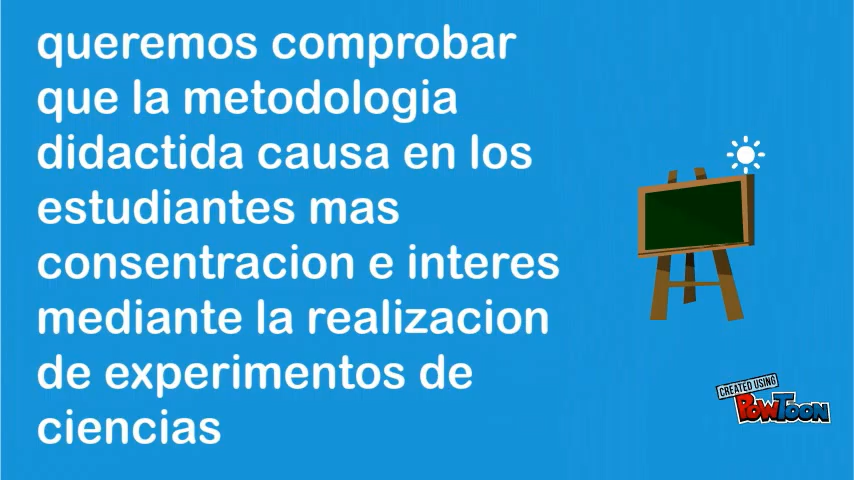 queremos comprobar
que la metodologia
didactida causa en los
estudiantes mas
consentracion e interes
mediante la realizacion
de experimentos de
ciencias
CREATED USING
PowToon